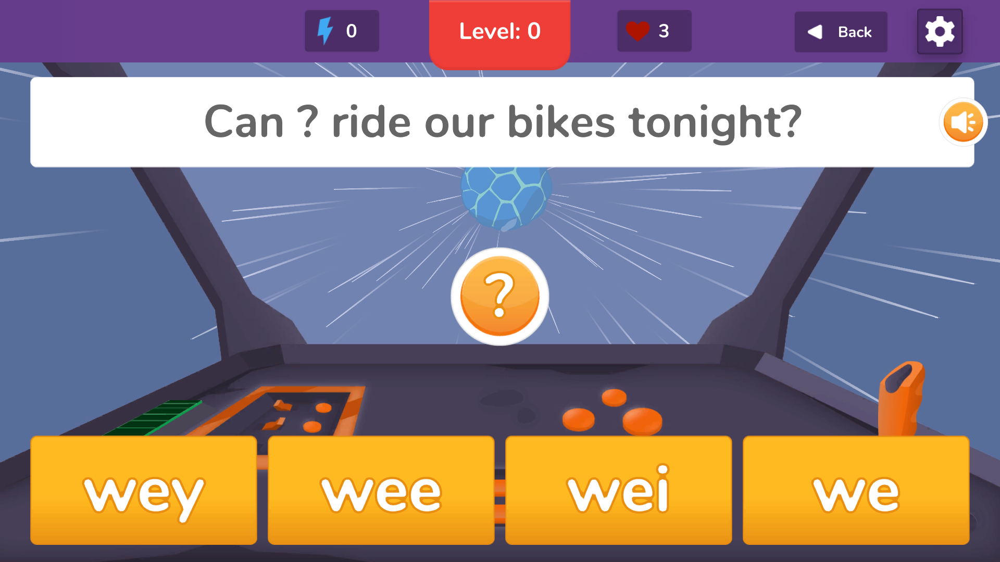 0
Level: 0
3
Back
Can ? ride our bikes tonight?
?
wey
wee
wei
we